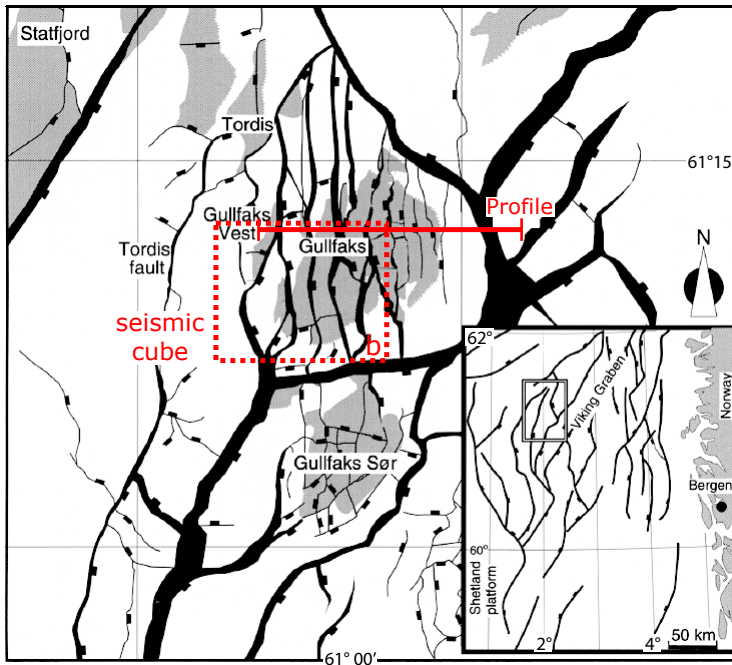 Statfjord
Tordis
61°15
Profile
Gullfaks
Vest
Gullfaks
Tordis
fault
N
seismic
cube
b
62°
Viking Graben
Norway
Gullfaks Sør
Bergen
60°
Shetland
platform
2°
4°
50 km
61° 00'